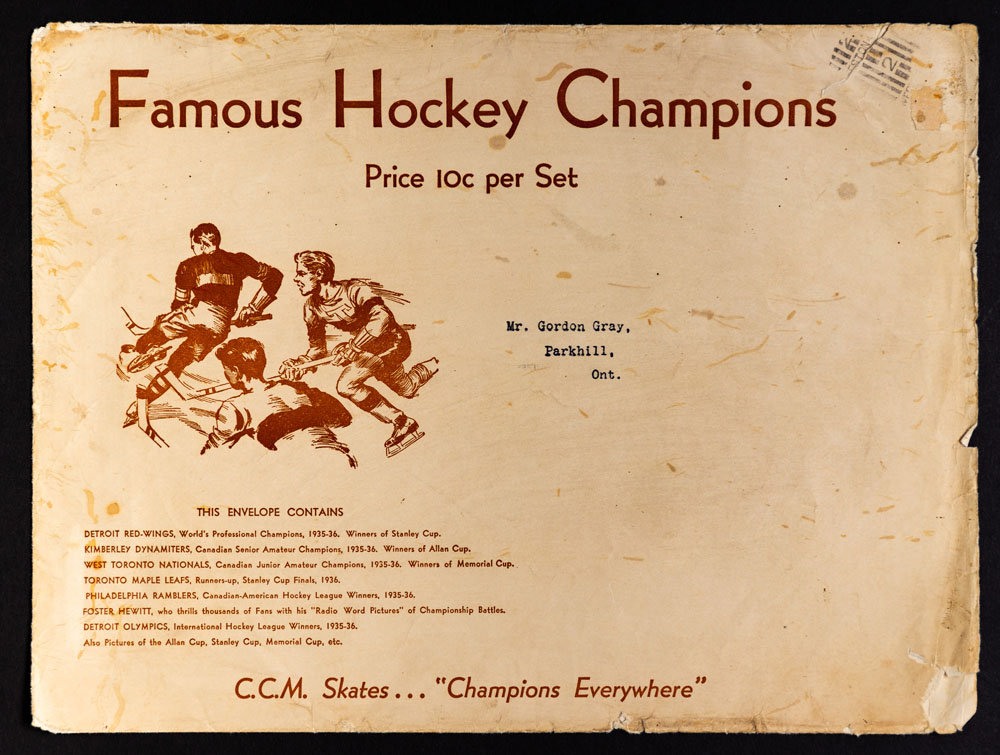 Famous Hockey Champions
Price 10c per Set
Mr. Gordon Gray,
Parkhill,
Ont.
THIS ENVELOPE CONTAINS
DETROIT RED-WINGS, World's Professional Champions, 1935-36. Winners of Stanley Cup.
KIMBERLEY DYNAMITERS, Canadian Senior Amateur Champions, 1935-36. Winners of Allan Cup.
WEST TORONTO NATIONALS, Canadian Junior Amateur Champions, 1935-36. Winners of Memorial Cup.
TORONTO MAPLE LEAFS, Runners-up, Stanley Cup Finals, 1936.
PHILADELPHIA RAMBLERS, Canadian-American Hockey League Winners, 1935-36.
FOSTER HEWITT, who thrills thousands of Fans with his "Radio Word Pictures" of Championship Battles.
DETROIT OLYMPICS, International Hockey League Winners, 1935-36.
Also Pictures of the Allan Cup, Stanley Cup, Memorial Cup, etc.
C.C.M. Skates... "Champions Everywhere"